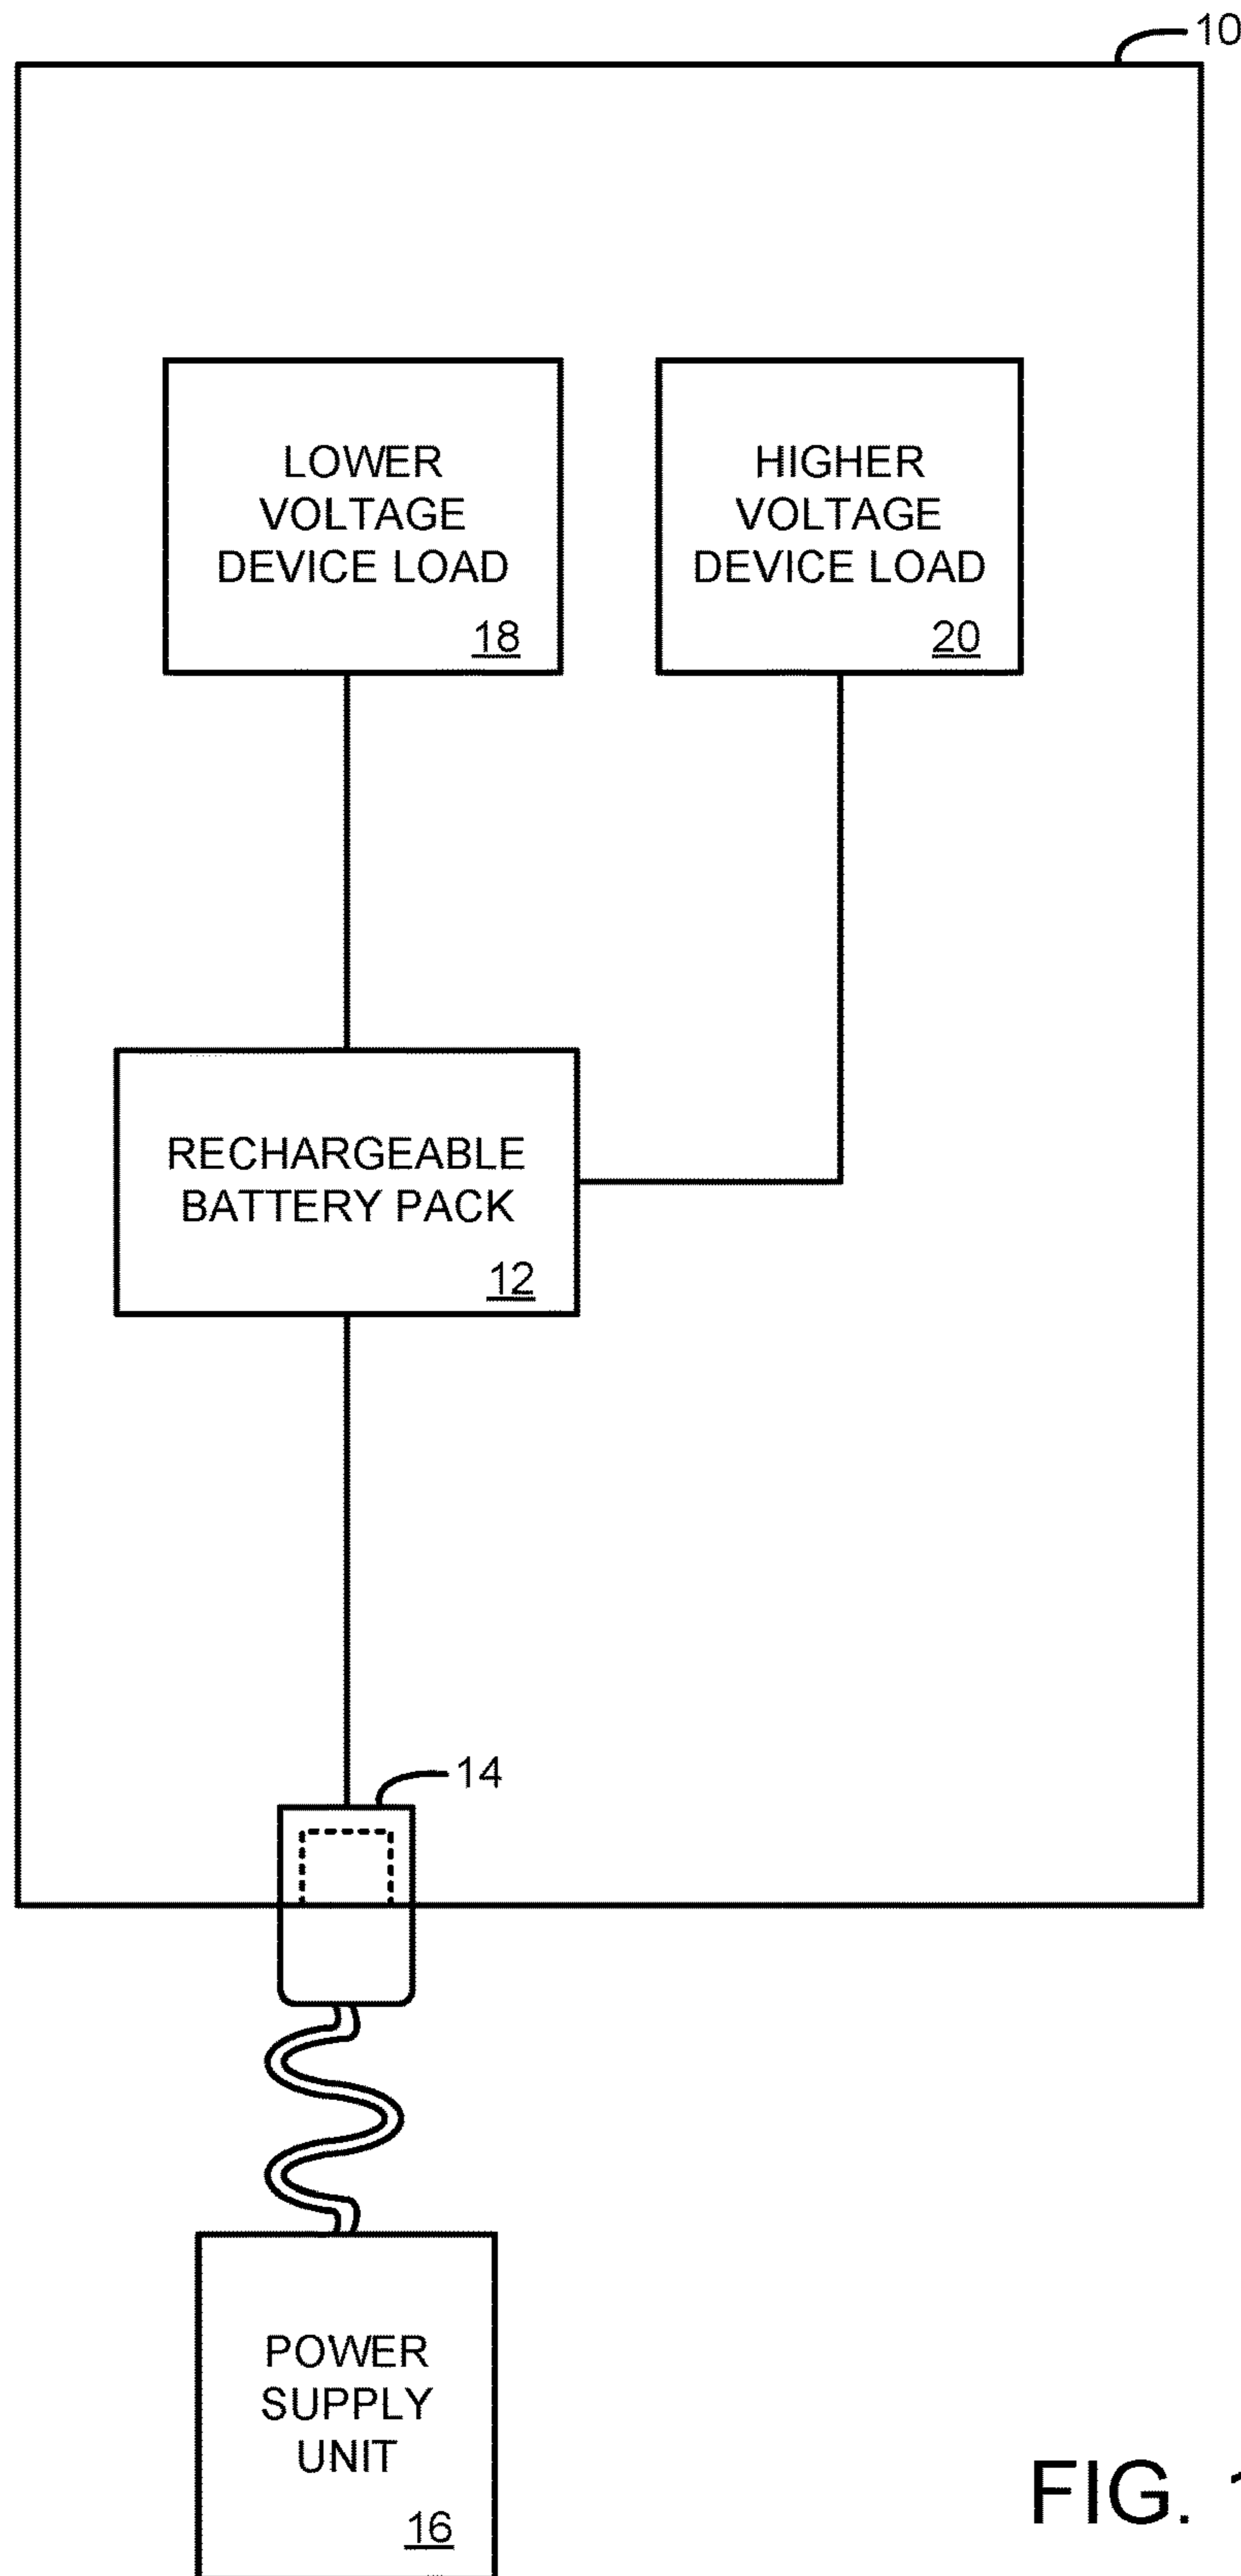 10
LOWER
VOLTAGE
DEVICE LOAD
18
HIGHER
VOLTAGE
DEVICE LOAD
20
RECHARGEABLE
BATTERY PACK
12
14
POWER
SUPPLY
UNIT
16
FIG.